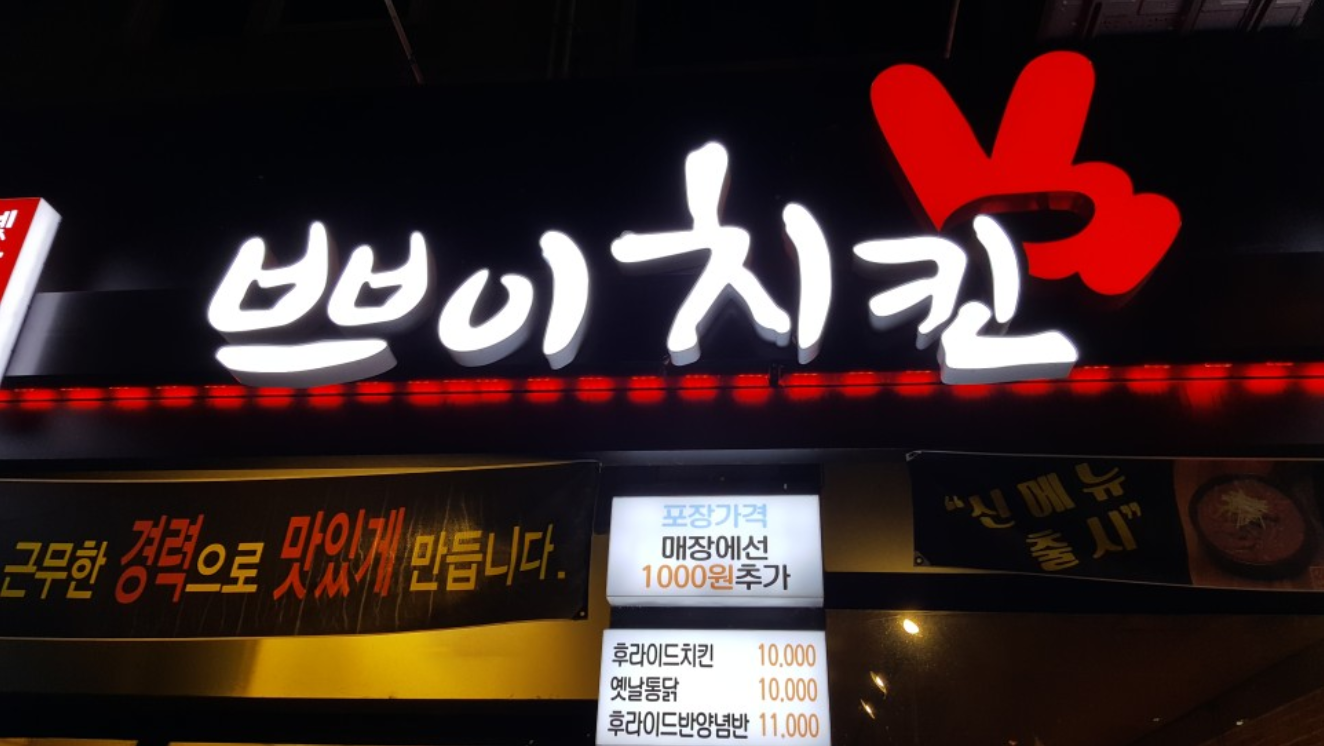 쁘이치킨
근무한 경력으로 맛있게 만듭니다.
포장가격
매장에선
1000원추가
"신메뉴
출시"
후라이드치킨 10,000
옛날통닭 10,000
후라이드반양념반 11,000